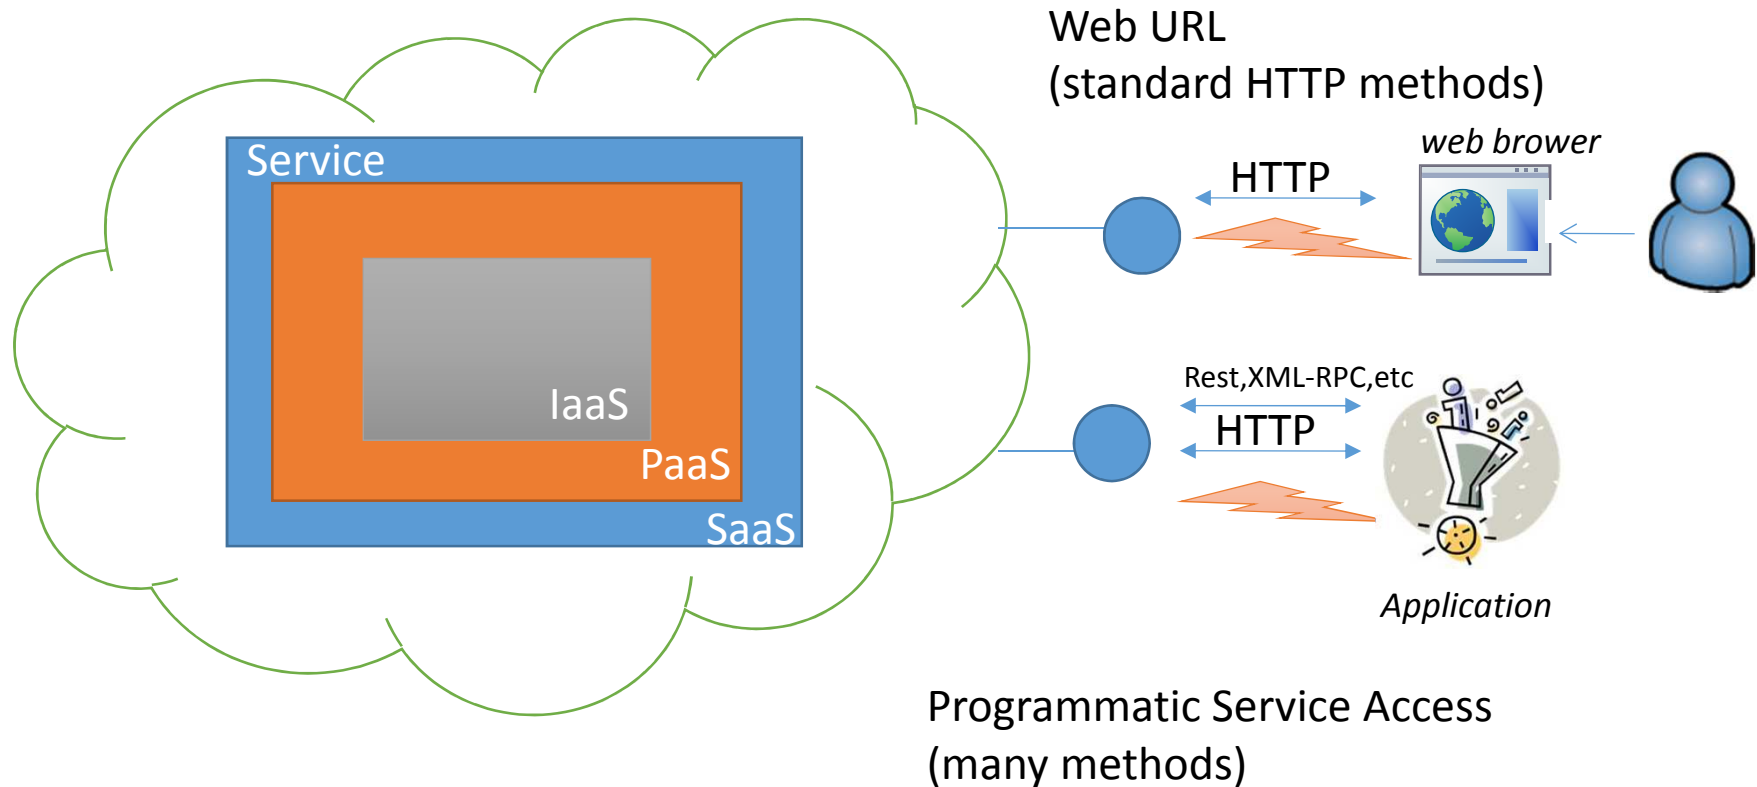 Web URL
(standard HTTP methods)
web brower
HTTP
Service
IaaS
PaaS
SaaS
Rest,XML-RPC,etc
HTTP
Application
Programmatic Service Access
(many methods)